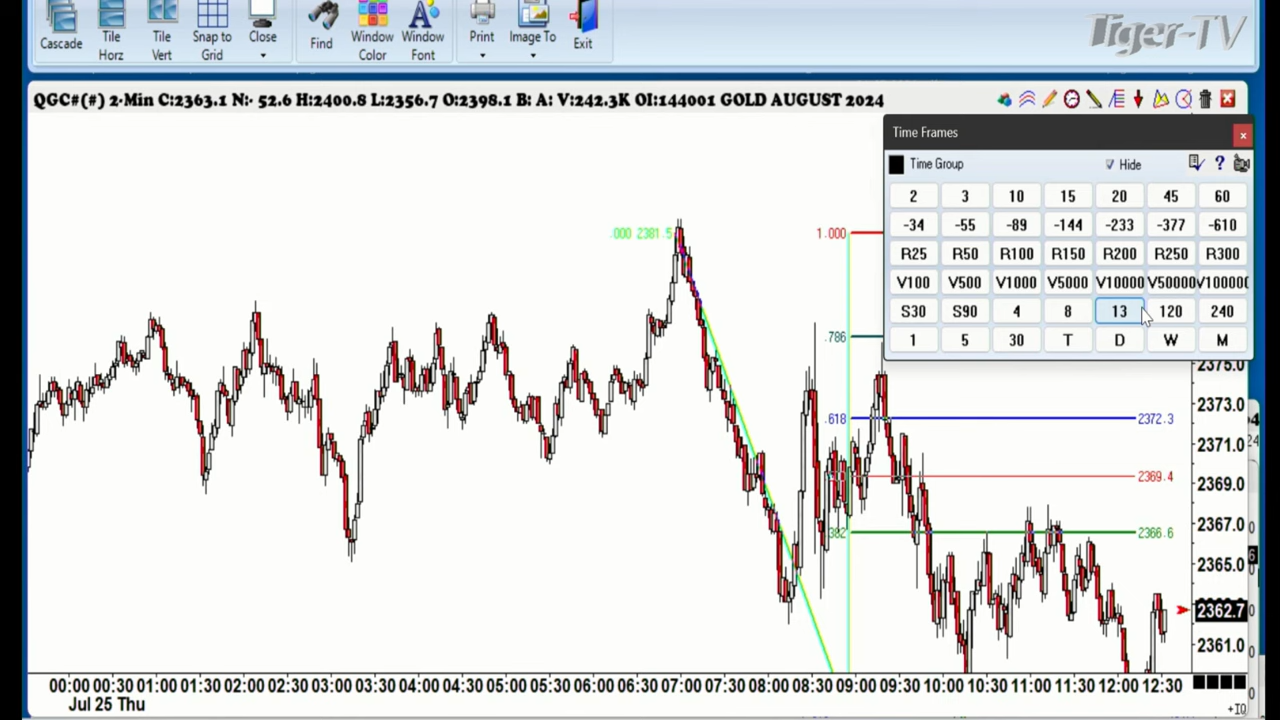 Cascade
Tile Horz
Tile Vert
Snap to Grid
Close
Find
Window Color
Window Font
Print
Image To
Exit
Tiger-TV
QGC#(#) 2-Min C:2363.1 N:- 52.6 H:2400.8 L:2356.7 O:2398.1 B: A: V:242.3K OI:144001 GOLD AUGUST 2024
Time Frames
Time Group
Hide
2 3 10 15 20 45 60
-34 -55 -89 -144 -233 -377 -610
R25 R50 R100 R150 R200 R250 R300
V100 V500 V1000 V5000 V10000 V50000 V100000
S30 S90 4 8 13 120 240
1 5 30 T D W M
.000 2381.5
1.000
.786
.618
2372.3
2369.4
.382
2366.6
2375.0
2373.0
2371.0
2369.0
2367.0
2365.0
2362.7
2361.0
00:00 00:30 01:00 01:30 02:00 02:30 03:00 03:30 04:00 04:30 05:00 05:30 06:00 06:30 07:00 07:30 08:00 08:30 09:00 09:30 10:00 10:30 11:00 11:30 12:00 12:30
Jul 25 Thu